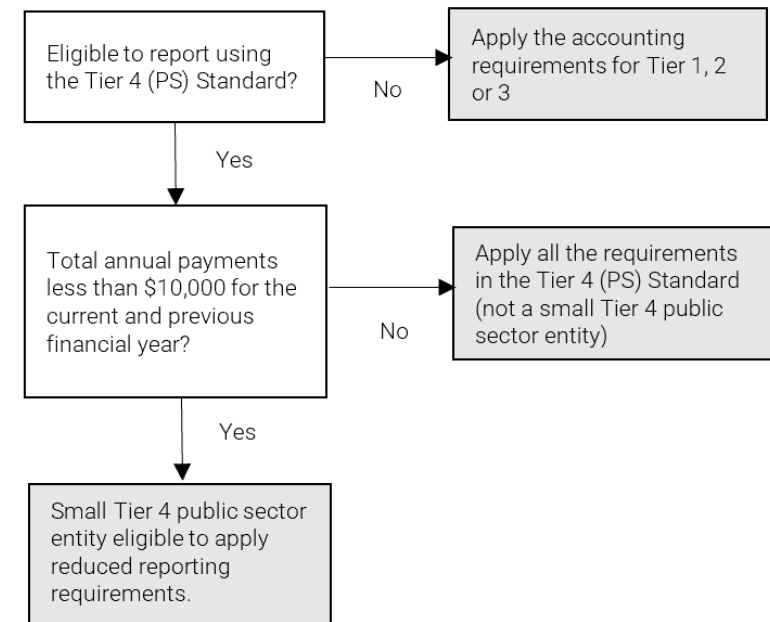 Eligible to report using
the Tier 4 (PS) Standard?
No
Apply the accounting
requirements for Tier 1, 2
or 3
Yes
Total annual payments
less than $10,000 for the
current and previous
financial year?
No
Apply all the requirements
in the Tier 4 (PS) Standard
(not a small Tier 4 public
sector entity)
Yes
Small Tier 4 public sector
entity eligible to apply
reduced reporting
requirements.